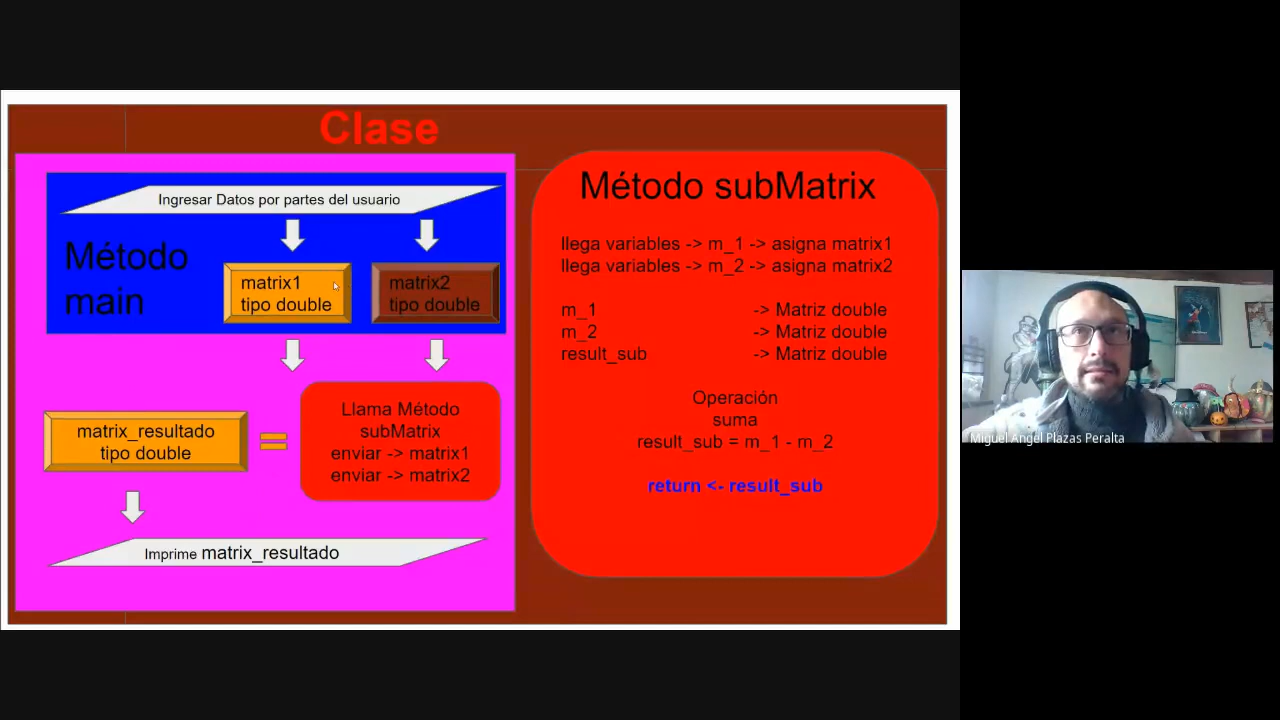 Clase
Ingresar Datos por partes del usuario
Método
main
matrix1
tipo double
matrix2
tipo double
matrix_resultado
tipo double
Llama Método
subMatrix
enviar -> matrix1
enviar -> matrix2
Imprime matrix_resultado
Método subMatrix
llega variables -> m_1 -> asigna matrix1
llega variables -> m_2 -> asigna matrix2
m_1 -> Matriz double
m_2 -> Matriz double
result_sub -> Matriz double
Operación
suma
result_sub = m_1 - m_2
return <- result_sub
Miguel Angel Plazas Peralta